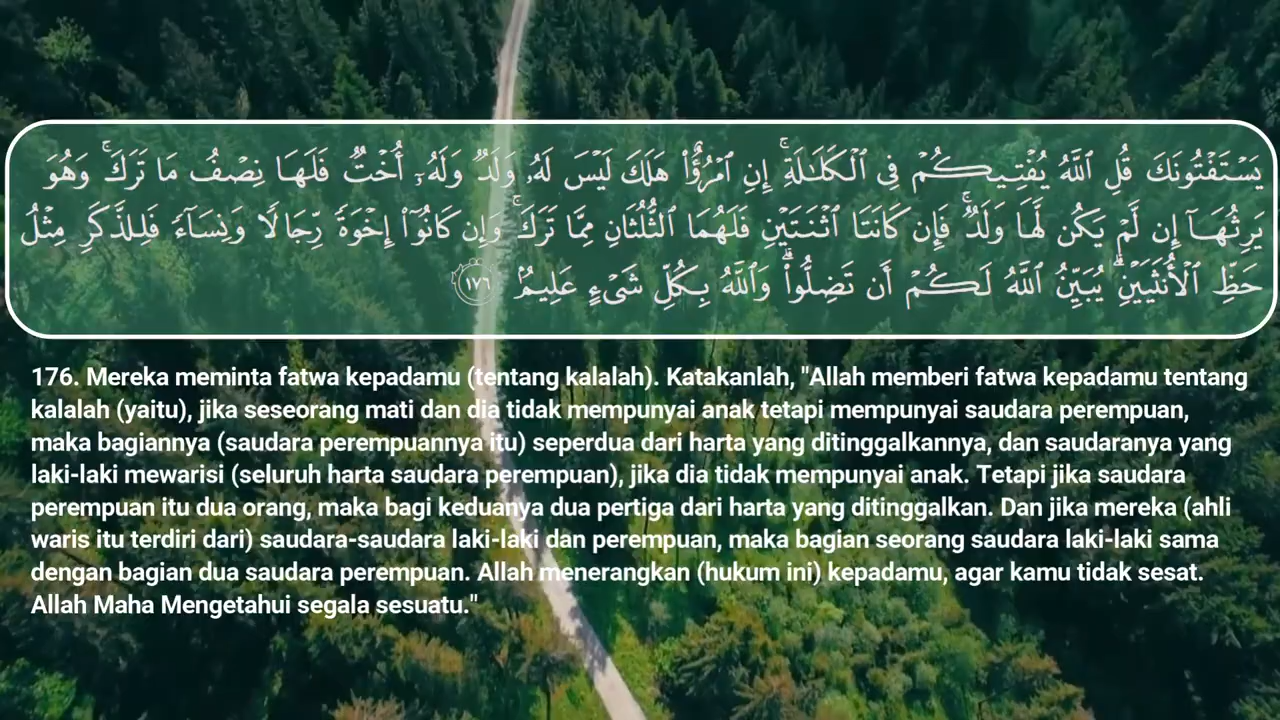 يَسۡتَفۡتُونَكَ قُلِ ٱللَّهُ يُفۡتِيكُمۡ فِي ٱلۡكَلَٰلَةِۚ إِنِ ٱمۡرُؤٌاْ هَلَكَ لَيۡسَ لَهُۥ وَلَدٞ وَلَهُۥٓ أُخۡتٞ فَلَهَا نِصۡفُ مَا تَرَكَۚ وَهُوَ
يَرِثُهَآ إِن لَّمۡ يَكُن لَّهَا وَلَدٞۚ فَإِن كَانَتَا ٱثۡنَتَيۡنِ فَلَهُمَا ٱلثُّلُثَانِ مِمَّا تَرَكَۚ وَإِن كَانُوٓاْ إِخۡوَةٗ رِّجَالٗا وَنِسَآءٗ فَلِلذَّكَرِ مِثۡلُ
حَظِّ ٱلۡأُنثَيَيۡنِۗ يُبَيِّنُ ٱللَّهُ لَكُمۡ أَن تَضِلُّواْۗ وَٱللَّهُ بِكُلِّ شَيۡءٍ عَلِيمُۢ ١٧٦
176. Mereka meminta fatwa kepadamu (tentang kalalah). Katakanlah, "Allah memberi fatwa kepadamu tentang
kalalah (yaitu), jika seseorang mati dan dia tidak mempunyai anak tetapi mempunyai saudara perempuan,
maka bagiannya (saudara perempuannya itu) seperdua dari harta yang ditinggalkannya, dan saudaranya yang
laki-laki mewarisi (seluruh harta saudara perempuan), jika dia tidak mempunyai anak. Tetapi jika saudara
perempuan itu dua orang, maka bagi keduanya dua pertiga dari harta yang ditinggalkan. Dan jika mereka (ahli
waris itu terdiri dari) saudara-saudara laki-laki dan perempuan, maka bagian seorang saudara laki-laki sama
dengan bagian dua saudara perempuan. Allah menerangkan (hukum ini) kepadamu, agar kamu tidak sesat.
Allah Maha Mengetahui segala sesuatu."